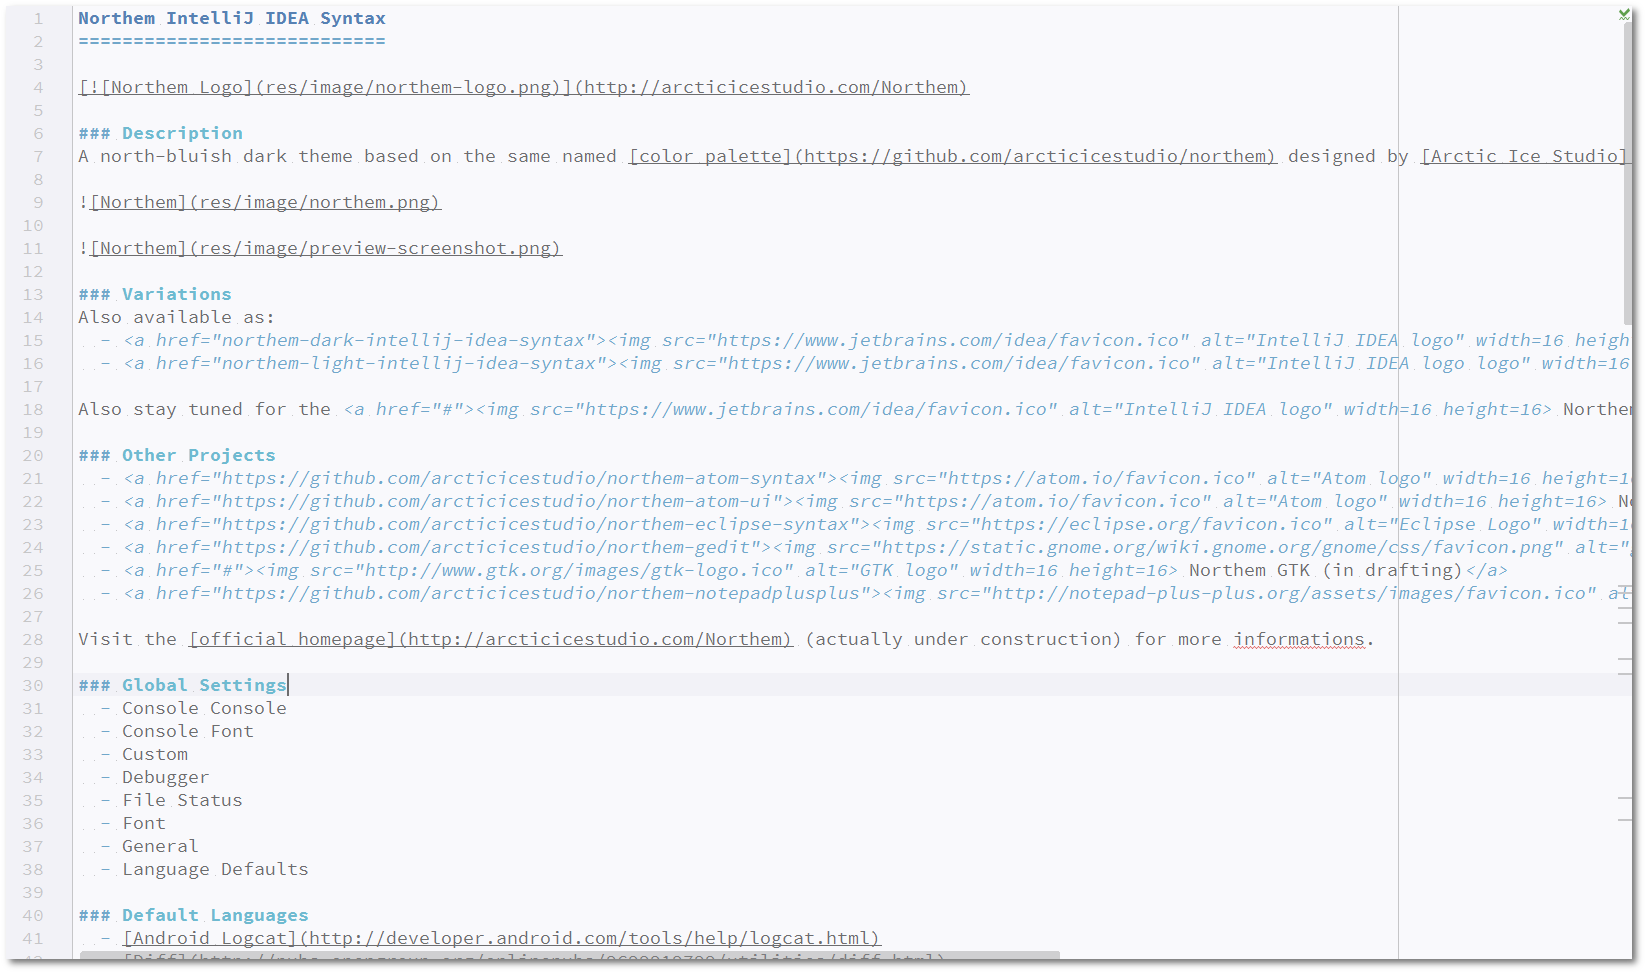 1 Northem IntelliJ IDEA Syntax
2 ============================
3
4 [![Northem Logo](res/image/northem-logo.png)](http://arcticicestudio.com/Northem)
5
6 ### Description
7 A north-bluish dark theme based on the same named [color palette](https://github.com/arcticicestudio/northem) designed by [Arctic Ice Studio]
8
9 ![Northem](res/image/northem.png)
10
11 ![Northem](res/image/preview-screenshot.png)
12
13 ### Variations
14 Also available as:
15 - <a href="northem-dark-intellij-idea-syntax"><img src="https://www.jetbrains.com/idea/favicon.ico" alt="IntelliJ IDEA logo" width=16 heigh
16 - <a href="northem-light-intellij-idea-syntax"><img src="https://www.jetbrains.com/idea/favicon.ico" alt="IntelliJ IDEA logo logo" width=16
17
18 Also stay tuned for the <a href="#"><img src="https://www.jetbrains.com/idea/favicon.ico" alt="IntelliJ IDEA logo" width=16 height=16> Northem
19
20 ### Other Projects
21 - <a href="https://github.com/arcticicestudio/northem-atom-syntax"><img src="https://atom.io/favicon.ico" alt="Atom logo" width=16 height=1
22 - <a href="https://github.com/arcticicestudio/northem-atom-ui"><img src="https://atom.io/favicon.ico" alt="Atom logo" width=16 height=16> No
23 - <a href="https://github.com/arcticicestudio/northem-eclipse-syntax"><img src="https://eclipse.org/favicon.ico" alt="Eclipse Logo" width=1
24 - <a href="https://github.com/arcticicestudio/northem-gedit"><img src="https://static.gnome.org/wiki.gnome.org/gnome/css/favicon.png" alt="
25 - <a href="#"><img src="http://www.gtk.org/images/gtk-logo.ico" alt="GTK logo" width=16 height=16> Northem GTK (in drafting)</a>
26 - <a href="https://github.com/arcticicestudio/northem-notepadplusplus"><img src="http://notepad-plus-plus.org/assets/images/favicon.ico" al
27
28 Visit the [official homepage](http://arcticicestudio.com/Northem) (actually under construction) for more informations.
29
30 ### Global Settings
31 - Console Console
32 - Console Font
33 - Custom
34 - Debugger
35 - File Status
36 - Font
37 - General
38 - Language Defaults
39
40 ### Default Languages
41 - [Android Logcat](http://developer.android.com/tools/help/logcat.html)